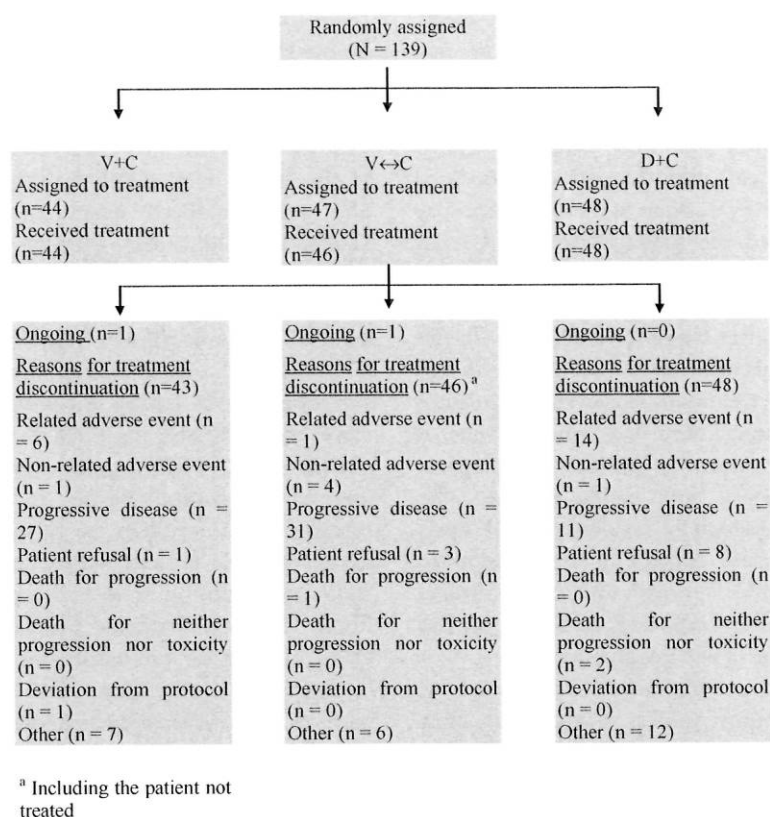 Randomly assigned
(N = 139)
V+C
Assigned to treatment
(n=44)
Received treatment
(n=44)
V↔C
Assigned to treatment
(n=47)
Received treatment
(n=46)
D+C
Assigned to treatment
(n=48)
Received treatment
(n=48)
Ongoing (n=1)
Reasons for treatment
discontinuation (n=43)
Related adverse event (n
= 6)
Non-related adverse event
(n = 1)
Progressive disease (n =
27)
Patient refusal (n = 1)
Death for progression (n
= 0)
Death for neither
progression nor toxicity
(n = 0)
Deviation from protocol
(n = 1)
Other (n = 7)
Ongoing (n=1)
Reasons for treatment
discontinuation (n=46) a
Related adverse event (n
= 1)
Non-related adverse event
(n = 4)
Progressive disease (n =
31)
Patient refusal (n = 3)
Death for progression (n
= 1)
Death for neither
progression nor toxicity
(n = 0)
Deviation from protocol
(n = 0)
Other (n = 6)
Ongoing (n=0)
Reasons for treatment
discontinuation (n=48)
Related adverse event (n
= 14)
Non-related adverse event
(n = 1)
Progressive disease (n =
11)
Patient refusal (n = 8)
Death for progression (n
= 0)
Death for neither
progression nor toxicity
(n = 2)
Deviation from protocol
(n = 0)
Other (n = 12)
a Including the patient not
treated